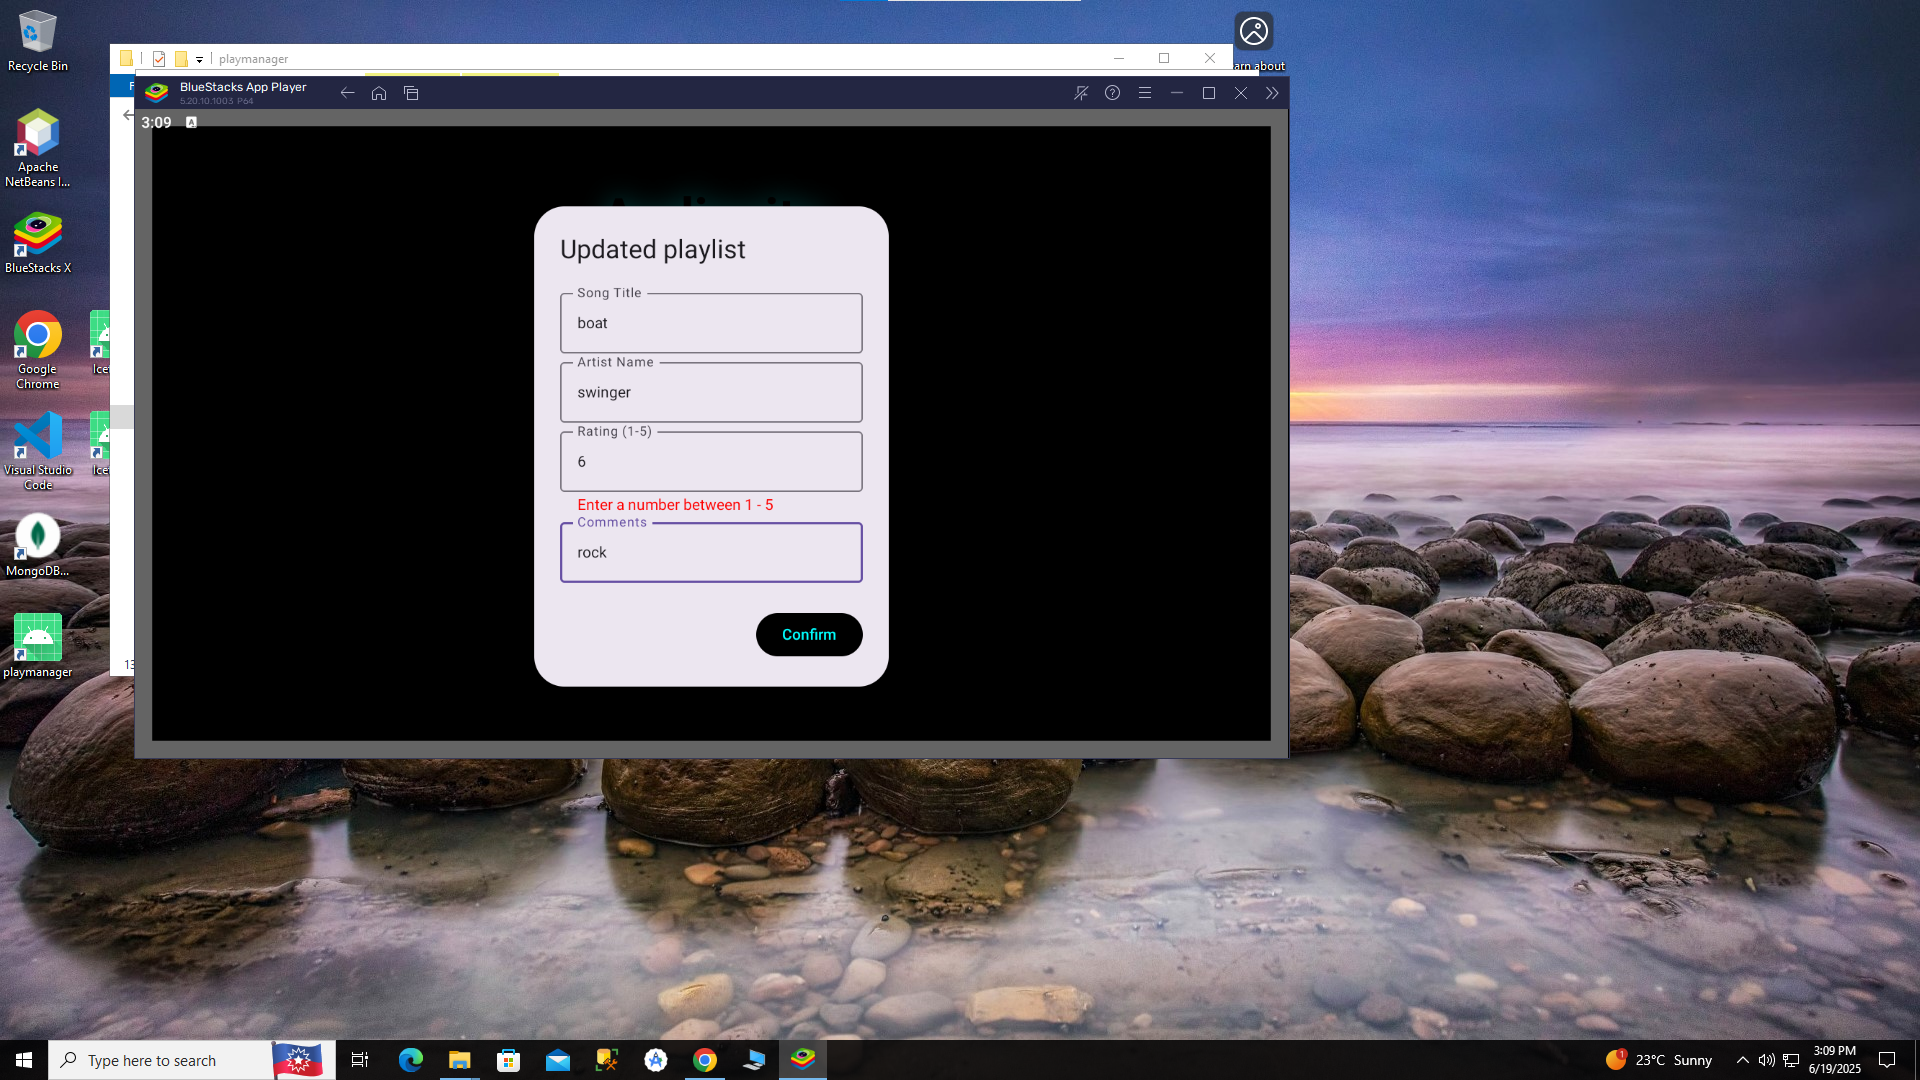 Recycle Bin
playmanager
arn about
F
BlueStacks App Player
5.20.10.1003 P64
3:09
A
Apache
NetBeans I...
BlueStacks X
Google
Chrome
Ice
Visual Studio
Code
Ice
MongoDB...
playmanager
13
Updated playlist
Song Title
boat
Artist Name
swinger
Rating (1-5)
6
Enter a number between 1 - 5
Comments
rock
Confirm
Type here to search
1
23°C Sunny
3:09 PM
6/19/2025